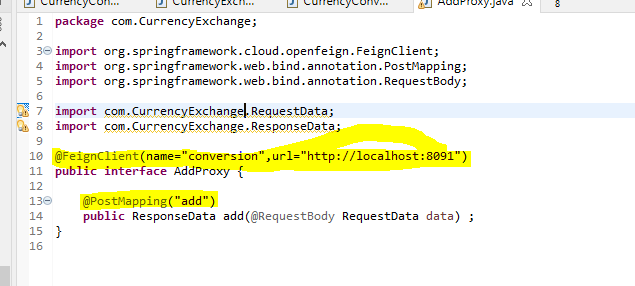 CurrencyCon...
CurrencyExch...
CurrencyConv...
AddProxy.java
8
1 package com.CurrencyExchange;
2
3 import org.springframework.cloud.openfeign.FeignClient;
4 import org.springframework.web.bind.annotation.PostMapping;
5 import org.springframework.web.bind.annotation.RequestBody;
6
7 import com.CurrencyExchange.RequestData;
8 import com.CurrencyExchange.ResponseData;
9
10 @FeignClient(name="conversion",url="http://localhost:8091")
11 public interface AddProxy {
12
13 @PostMapping("add")
14 public ResponseData add(@RequestBody RequestData data) ;
15 }
16